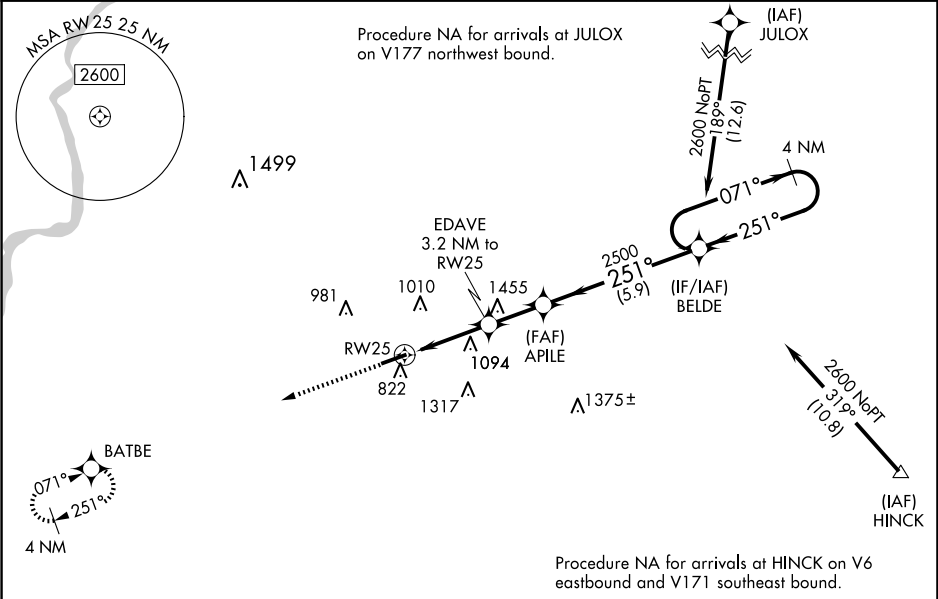 MSA RW25 25 NM
2600
Procedure NA for arrivals at JULOX
on V177 northwest bound.
(IAF)
JULOX
2600 NoPT
189°
(12.6)
4 NM
071°
251°
1499
EDAVE
3.2 NM to
RW25
2500
251°
(5.9)
(IF/IAF)
BELDE
981
1010
1455
(FAF)
APILE
RW25
1094
822
1317
1375±
2600 NoPT
319°
(10.8)
(IAF)
HINCK
BATBE
071°
251°
4 NM
Procedure NA for arrivals at HINCK on V6
eastbound and V171 southeast bound.